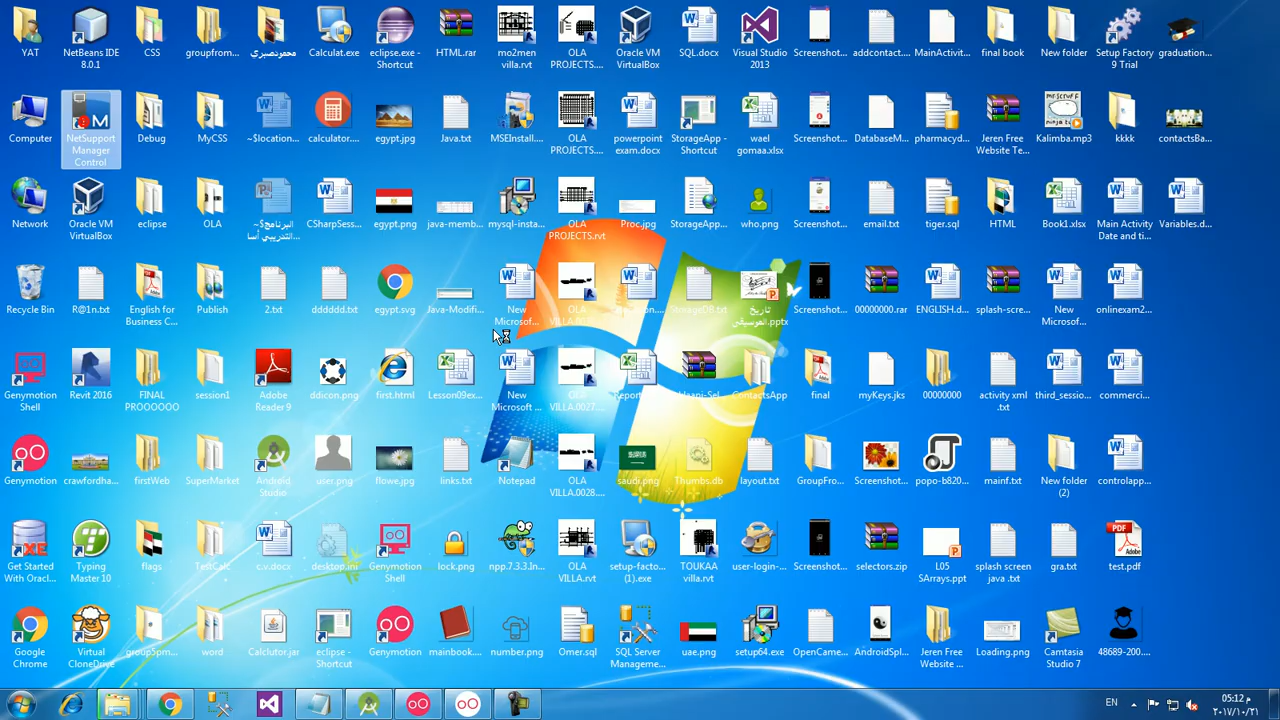 YAT
NetBeans IDE
8.0.1
CSS
groupfrom...
محمودصبري
Calculat.exe
eclipse.exe -
Shortcut
HTML.rar
mo2men
villa.rvt
OLA
PROJECTS....
Oracle VM
VirtualBox
SQL.docx
Visual Studio
2013
Screenshot...
addcontact....
MainActivit...
final book
New folder
Setup Factory
9 Trial
graduation...
Computer
NetSupport
Manager
Control
Debug
MyCSS
~$location...
calculator....
egypt.jpg
Java.txt
MSEInstall...
OLA
PROJECTS....
powerpoint
exam.docx
StorageApp -
Shortcut
wael
gomaa.xlsx
Screenshot...
DatabaseM...
pharmacyd...
Jeren Free
Website Te...
Kalimba.mp3
kkkk
contactsBa...
Network
Oracle VM
VirtualBox
eclipse
OLA
~$البرنامج
التدريبي أسا...
CSharpSess...
egypt.png
java-memb...
mysql-insta...
OLA
PROJECTS.rvt
Proc.jpg
StorageApp...
who.png
Screenshot...
email.txt
tiger.sql
HTML
Book1.xlsx
Main Activity
Date and ti...
Variables.d...
Recycle Bin
R@1n.txt
English for
Business C...
Publish
2.txt
dddddd.txt
egypt.svg
java-Modifi...
New
Microsof...
OLA
StorageDB.txt
تاريخ
الموسيقى.pptx
Screenshot...
00000000.rar
ENGLISH.d...
splash-scre...
New
Microsof...
onlinexam2...
Genymotion
Shell
Revit 2016
FINAL
PROOOOOO
session1
Adobe
Reader 9
ddicon.png
first.html
Lesson09ex...
New
Microsoft ...
OLA
VILLA.0027...
ContactsApp
final
myKeys.jks
00000000
activity xml
.txt
third_sessio...
commerci...
Genymotion
crawfordha...
firstWeb
SuperMarket
Android
Studio
user.png
flowe.jpg
links.txt
Notepad
OLA
VILLA.0028....
saudi.png
Thumbs.db
layout.txt
GroupFro...
Screenshot...
popo-b820...
mainf.txt
New folder
(2)
controlapp...
Get Started
With Oracl...
Typing
Master 10
flags
TestCalc
c.v.docx
desktop.ini
Genymotion
Shell
lock.png
npp.7.3.3.In...
OLA
VILLA.rvt
setup-facto...
(1).exe
TOUKAA
villa.rvt
user-login-...
Screenshot...
selectors.zip
L05
SArrays.ppt
splash screen
java .txt
gra.txt
test.pdf
Google
Chrome
Virtual
CloneDrive
group5pm...
word
Calclutor.jar
eclipse -
Shortcut
Genymotion
mainbook....
number.png
Omer.sql
SQL Server
Manageme...
uae.png
setup64.exe
OpenCame...
AndroidSpl...
Jeren Free
Website ...
Loading.png
Camtasia
Studio 7
48689-200....
EN
05:12 م
٢٠١٧/١٠/٣١